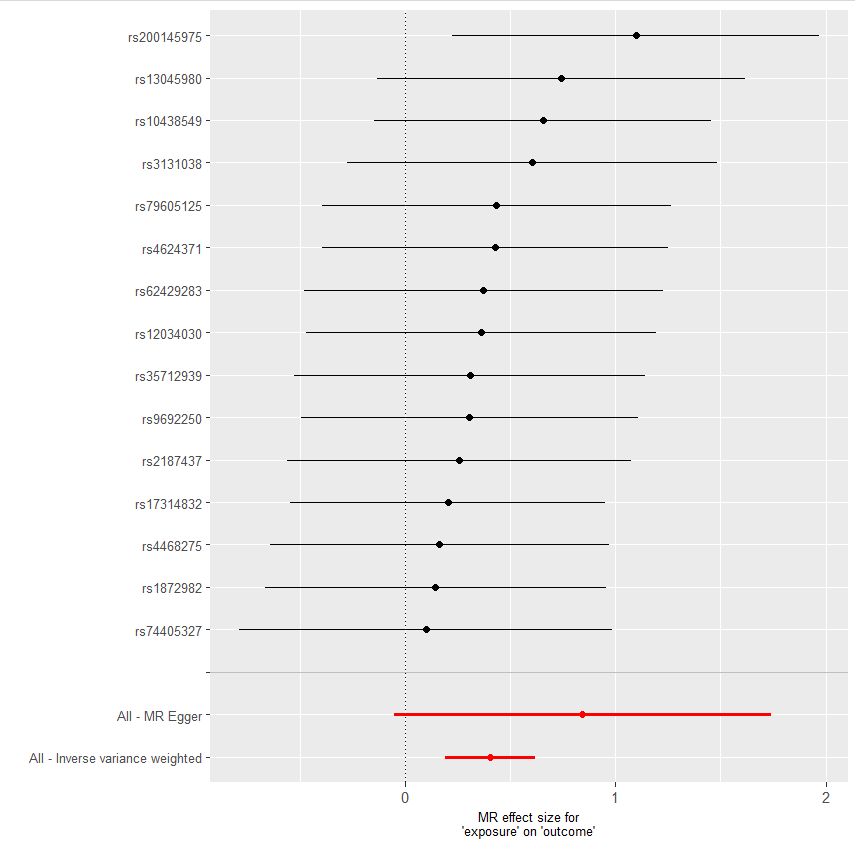 rs200145975
rs13045980
rs10438549
rs3131038
rs79605125
rs4624371
rs62429283
rs12034030
rs35712939
rs9692250
rs2187437
rs17314832
rs4468275
rs1872982
rs74405327
All - MR Egger
All - Inverse variance weighted
0 1 2
MR effect size for
'exposure' on 'outcome'